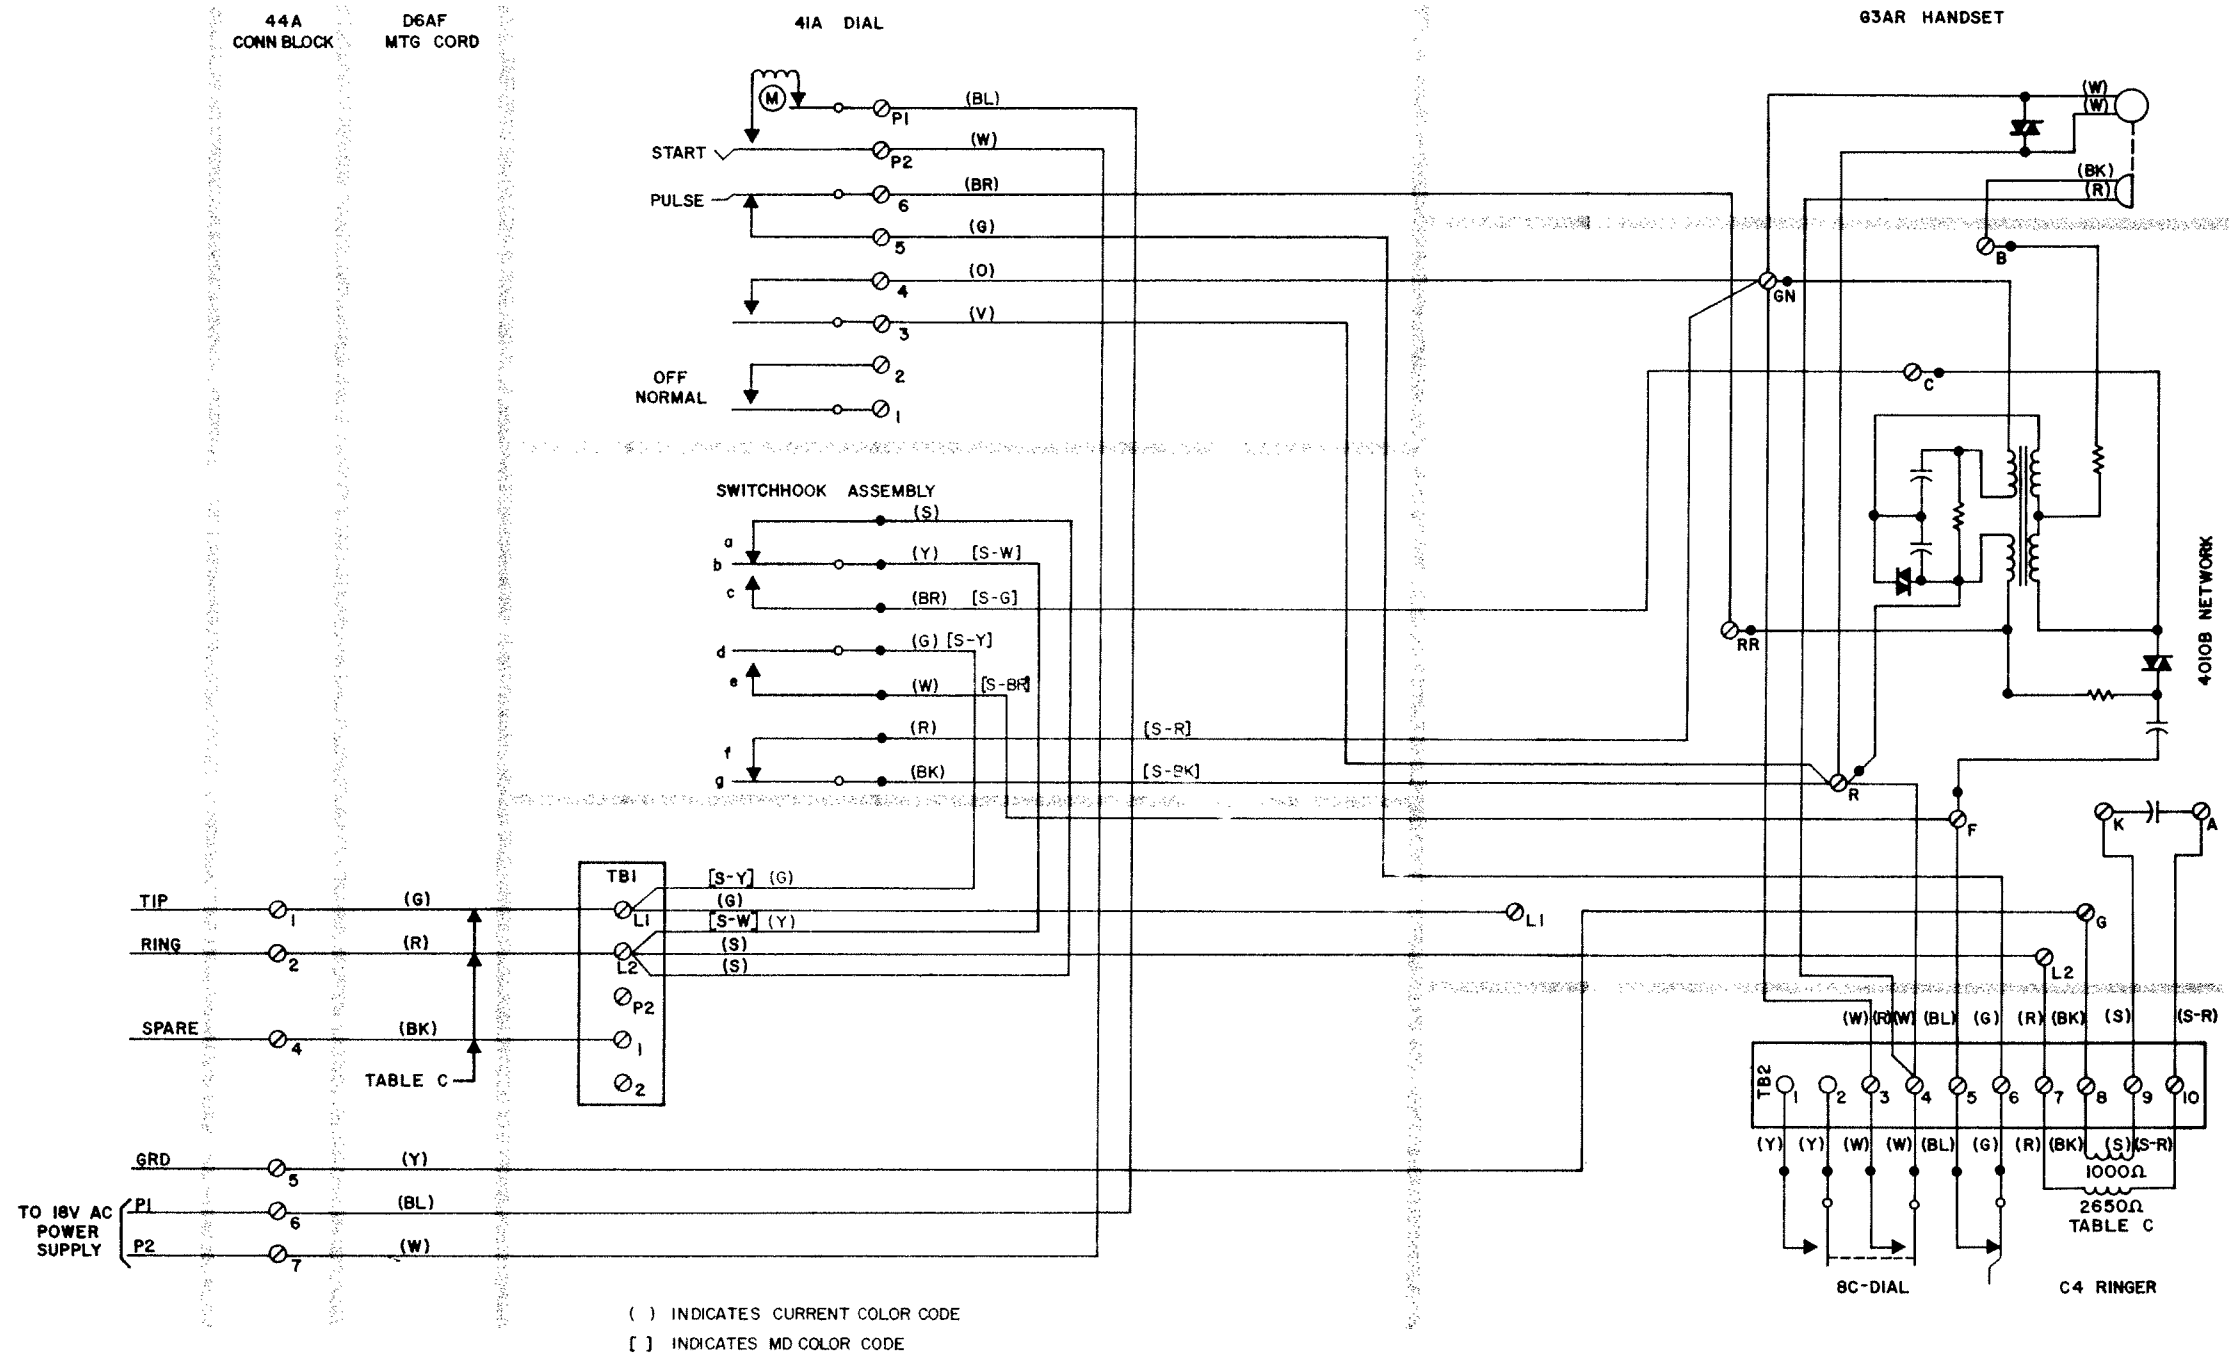 44A
CONN BLOCK
D6AF
MTG CORD
41A DIAL
G3AR HANDSET
M
(BL)
P1
START
(W)
P2
PULSE
(BR)
6
(G)
5
(O)
4
(V)
3
2
OFF
NORMAL
1
(W)
(W)
(BK)
(R)
B
GN
C
RR
4010B NETWORK
SWITCHHOOK ASSEMBLY
(S)
a
b
(Y) [S-W]
c
(BR) [S-G]
d
(G) [S-Y]
e
(W) [S-BR]
f
(R) [S-R]
g
(BK) [S-BK]
R
F
K
A
TB1
[S-Y] (G)
TIP
1
(G)
L1
(G)
L1
G
[S-W] (Y)
RING
2
(R)
L2
(S)
L2
(S)
P2
SPARE
4
(BK)
1
TABLE C
2
(W) (R) (W) (BL) (G) (R) (BK) (S) (S-R)
TB2
1 2 3 4 5 6 7 8 9 10
(Y) (Y) (W) (W) (BL) (G) (R) (BK) (S) (S-R)
1000Ω
2650Ω
TABLE C
8C-DIAL
C4 RINGER
GRD
5
(Y)
TO 18V AC
POWER
SUPPLY
P1
6
(BL)
P2
7
(W)
( ) INDICATES CURRENT COLOR CODE
[ ] INDICATES MD COLOR CODE